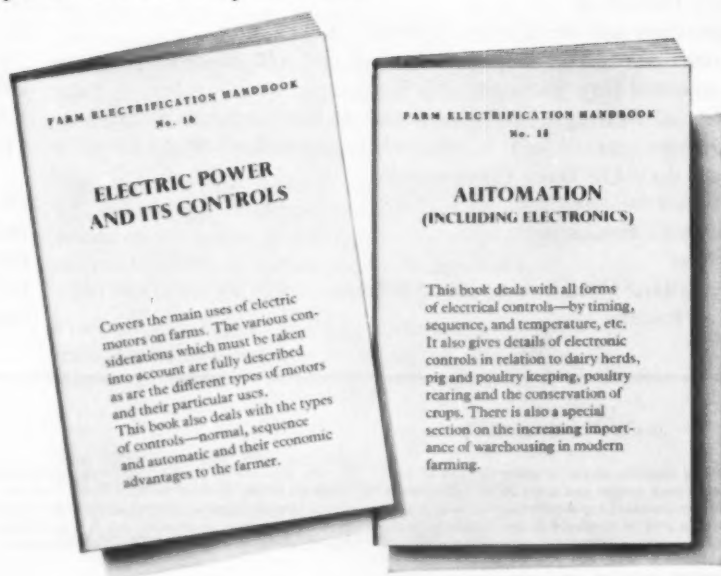 FARM ELECTRIFICATION HANDBOOK
No. 16
ELECTRIC POWER
AND ITS CONTROLS
Covers the main uses of electric
motors on farms. The various con-
siderations which must be taken
into account are fully described
as are the different types of motors
and their particular uses.
This book also deals with the types
of controls—normal, sequence
and automatic and their economic
advantages to the farmer.
FARM ELECTRIFICATION HANDBOOK
No. 18
AUTOMATION
(INCLUDING ELECTRONICS)
This book deals with all forms
of electrical controls—by timing,
sequence, and temperature, etc.
It also gives details of electronic
controls in relation to dairy herds,
pig and poultry keeping, poultry
rearing and the conservation of
crops. There is also a special
section on the increasing import-
ance of warehousing in modern
farming.